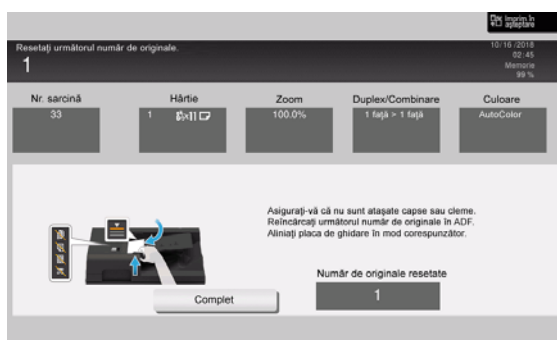 Imprim în
așteptare
Resetați următorul număr de originale.
1
10/16 /2018
02:45
Memorie
99 %
Nr. sarcină
Hârtie
Zoom
Duplex/Combinare
Culoare
33
1 8½×11
100.0%
1 față > 1 față
AutoColor
Asigurați-vă că nu sunt atașate capse sau cleme.
Reîncărcați următorul număr de originale în ADF.
Aliniați placa de ghidare în mod corespunzător.
Număr de originale resetate
1
Complet